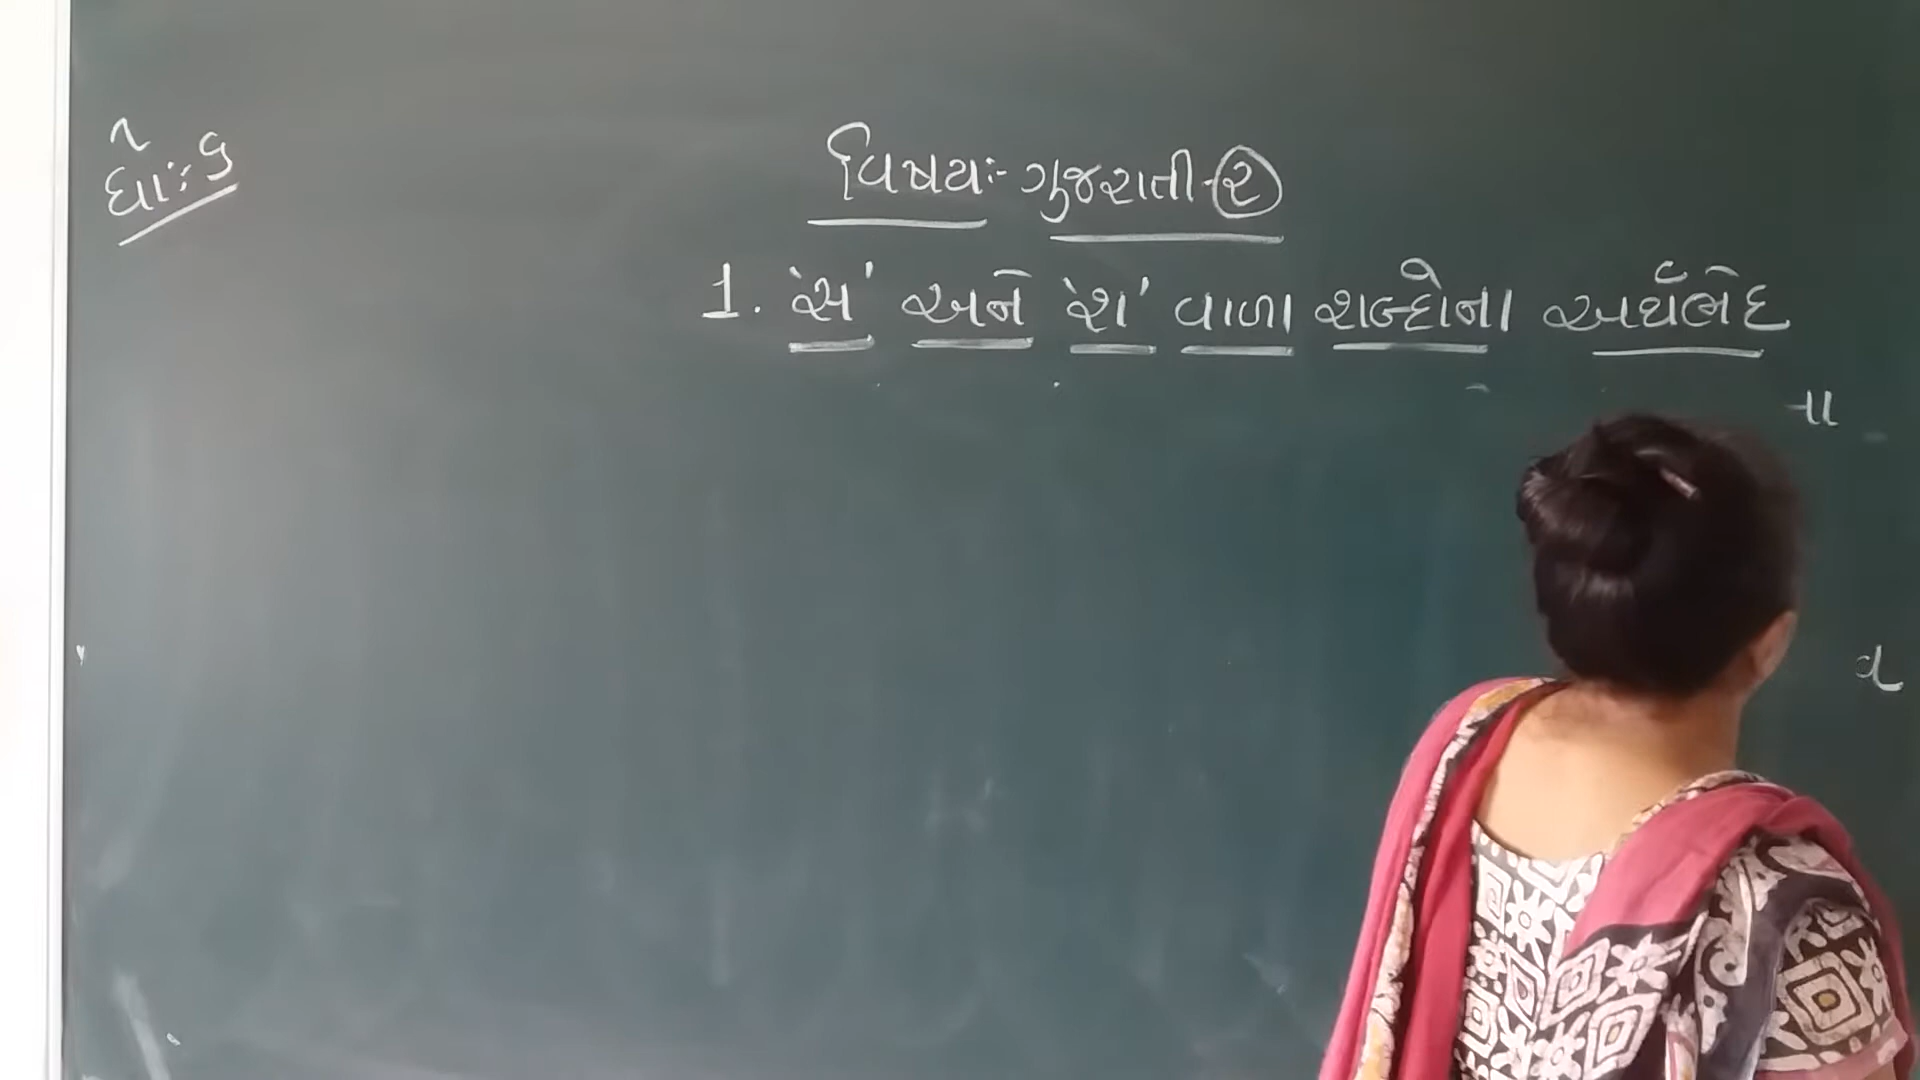 ધો:-૬
વિષય:- ગુજરાતી-૨
1. 'સ' અને 'શ' વાળા શબ્દોના અર્થભેદ